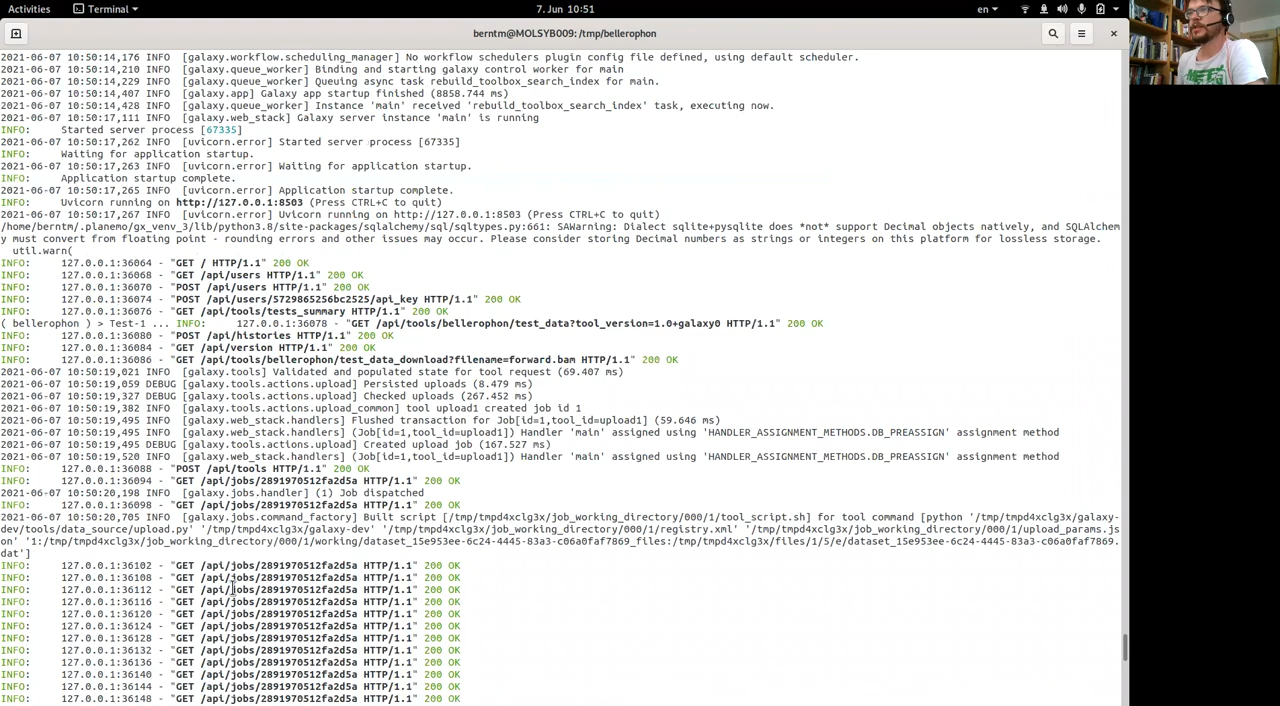 Activities Terminal 7. Jun 10:51 en
berntm@MOLSYB009: /tmp/bellerophon
2021-06-07 10:50:14,176 INFO [galaxy.workflow.scheduling_manager] No workflow schedulers plugin config file defined, using default scheduler.
2021-06-07 10:50:14,210 INFO [galaxy.queue_worker] Binding and starting galaxy control worker for main
2021-06-07 10:50:14,229 INFO [galaxy.queue_worker] Queuing async task rebuild_toolbox_search_index for main.
2021-06-07 10:50:14,407 INFO [galaxy.app] Galaxy app startup finished (8858.744 ms)
2021-06-07 10:50:14,428 INFO [galaxy.queue_worker] Instance 'main' received 'rebuild_toolbox_search_index' task, executing now.
2021-06-07 10:50:17,111 INFO [galaxy.web_stack] Galaxy server instance 'main' is running
INFO: Started server process [67335]
2021-06-07 10:50:17,262 INFO [uvicorn.error] Started server process [67335]
INFO: Waiting for application startup.
2021-06-07 10:50:17,263 INFO [uvicorn.error] Waiting for application startup.
INFO: Application startup complete.
2021-06-07 10:50:17,265 INFO [uvicorn.error] Application startup complete.
INFO: Uvicorn running on http://127.0.0.1:8503 (Press CTRL+C to quit)
2021-06-07 10:50:17,267 INFO [uvicorn.error] Uvicorn running on http://127.0.0.1:8503 (Press CTRL+C to quit)
/home/berntm/.planemo/gx_venv_3/lib/python3.8/site-packages/sqlalchemy/sql/sqltypes.py:661: SAWarning: Dialect sqlite+pysqlite does *not* support Decimal objects natively, and SQLAlchem
y must convert from floating point - rounding errors and other issues may occur. Please consider storing Decimal numbers as strings or integers on this platform for lossless storage.
util.warn(
INFO: 127.0.0.1:36064 - "GET / HTTP/1.1" 200 OK
INFO: 127.0.0.1:36068 - "GET /api/users HTTP/1.1" 200 OK
INFO: 127.0.0.1:36070 - "POST /api/users HTTP/1.1" 200 OK
INFO: 127.0.0.1:36074 - "POST /api/users/5729865256bc2525/api_key HTTP/1.1" 200 OK
INFO: 127.0.0.1:36076 - "GET /api/tools/tests_summary HTTP/1.1" 200 OK
( bellerophon ) > Test-1 ... INFO: 127.0.0.1:36078 - "GET /api/tools/bellerophon/test_data?tool_version=1.0+galaxy0 HTTP/1.1" 200 OK
INFO: 127.0.0.1:36080 - "POST /api/histories HTTP/1.1" 200 OK
INFO: 127.0.0.1:36084 - "GET /api/version HTTP/1.1" 200 OK
INFO: 127.0.0.1:36086 - "GET /api/tools/bellerophon/test_data_download?filename=forward.bam HTTP/1.1" 200 OK
2021-06-07 10:50:19,021 INFO [galaxy.tools] Validated and populated state for tool request (69.407 ms)
2021-06-07 10:50:19,059 DEBUG [galaxy.tools.actions.upload] Persisted uploads (8.479 ms)
2021-06-07 10:50:19,327 DEBUG [galaxy.tools.actions.upload] Checked uploads (267.452 ms)
2021-06-07 10:50:19,382 INFO [galaxy.tools.actions.upload_common] tool upload1 created job id 1
2021-06-07 10:50:19,495 INFO [galaxy.web_stack.handlers] Flushed transaction for Job[id=1,tool_id=upload1] (59.646 ms)
2021-06-07 10:50:19,495 INFO [galaxy.web_stack.handlers] (Job[id=1,tool_id=upload1]) Handler 'main' assigned using 'HANDLER_ASSIGNMENT_METHODS.DB_PREASSIGN' assignment method
2021-06-07 10:50:19,495 DEBUG [galaxy.tools.actions.upload] Created upload job (167.527 ms)
2021-06-07 10:50:19,520 INFO [galaxy.web_stack.handlers] (Job[id=1,tool_id=upload1]) Handler 'main' assigned using 'HANDLER_ASSIGNMENT_METHODS.DB_PREASSIGN' assignment method
INFO: 127.0.0.1:36088 - "POST /api/tools HTTP/1.1" 200 OK
INFO: 127.0.0.1:36094 - "GET /api/jobs/2891970512fa2d5a HTTP/1.1" 200 OK
2021-06-07 10:50:20,198 INFO [galaxy.jobs.handler] (1) Job dispatched
INFO: 127.0.0.1:36098 - "GET /api/jobs/2891970512fa2d5a HTTP/1.1" 200 OK
2021-06-07 10:50:20,705 INFO [galaxy.jobs.command_factory] Built script [/tmp/tmpd4xclg3x/job_working_directory/000/1/tool_script.sh] for tool command [python '/tmp/tmpd4xclg3x/galaxy-
dev/tools/data_source/upload.py' '/tmp/tmpd4xclg3x/galaxy-dev' '/tmp/tmpd4xclg3x/job_working_directory/000/1/registry.xml' '/tmp/tmpd4xclg3x/job_working_directory/000/1/upload_params.js
on' '1:/tmp/tmpd4xclg3x/job_working_directory/000/1/working/dataset_15e953ee-6c24-4445-83a3-c06a0faf7869_files:/tmp/tmpd4xclg3x/files/1/5/e/dataset_15e953ee-6c24-4445-83a3-c06a0faf7869.
dat']
INFO: 127.0.0.1:36102 - "GET /api/jobs/2891970512fa2d5a HTTP/1.1" 200 OK
INFO: 127.0.0.1:36108 - "GET /api/jobs/2891970512fa2d5a HTTP/1.1" 200 OK
INFO: 127.0.0.1:36112 - "GET /api/jobs/2891970512fa2d5a HTTP/1.1" 200 OK
INFO: 127.0.0.1:36116 - "GET /api/jobs/2891970512fa2d5a HTTP/1.1" 200 OK
INFO: 127.0.0.1:36120 - "GET /api/jobs/2891970512fa2d5a HTTP/1.1" 200 OK
INFO: 127.0.0.1:36124 - "GET /api/jobs/2891970512fa2d5a HTTP/1.1" 200 OK
INFO: 127.0.0.1:36128 - "GET /api/jobs/2891970512fa2d5a HTTP/1.1" 200 OK
INFO: 127.0.0.1:36132 - "GET /api/jobs/2891970512fa2d5a HTTP/1.1" 200 OK
INFO: 127.0.0.1:36136 - "GET /api/jobs/2891970512fa2d5a HTTP/1.1" 200 OK
INFO: 127.0.0.1:36140 - "GET /api/jobs/2891970512fa2d5a HTTP/1.1" 200 OK
INFO: 127.0.0.1:36144 - "GET /api/jobs/2891970512fa2d5a HTTP/1.1" 200 OK
INFO: 127.0.0.1:36148 - "GET /api/jobs/2891970512fa2d5a HTTP/1.1" 200 OK